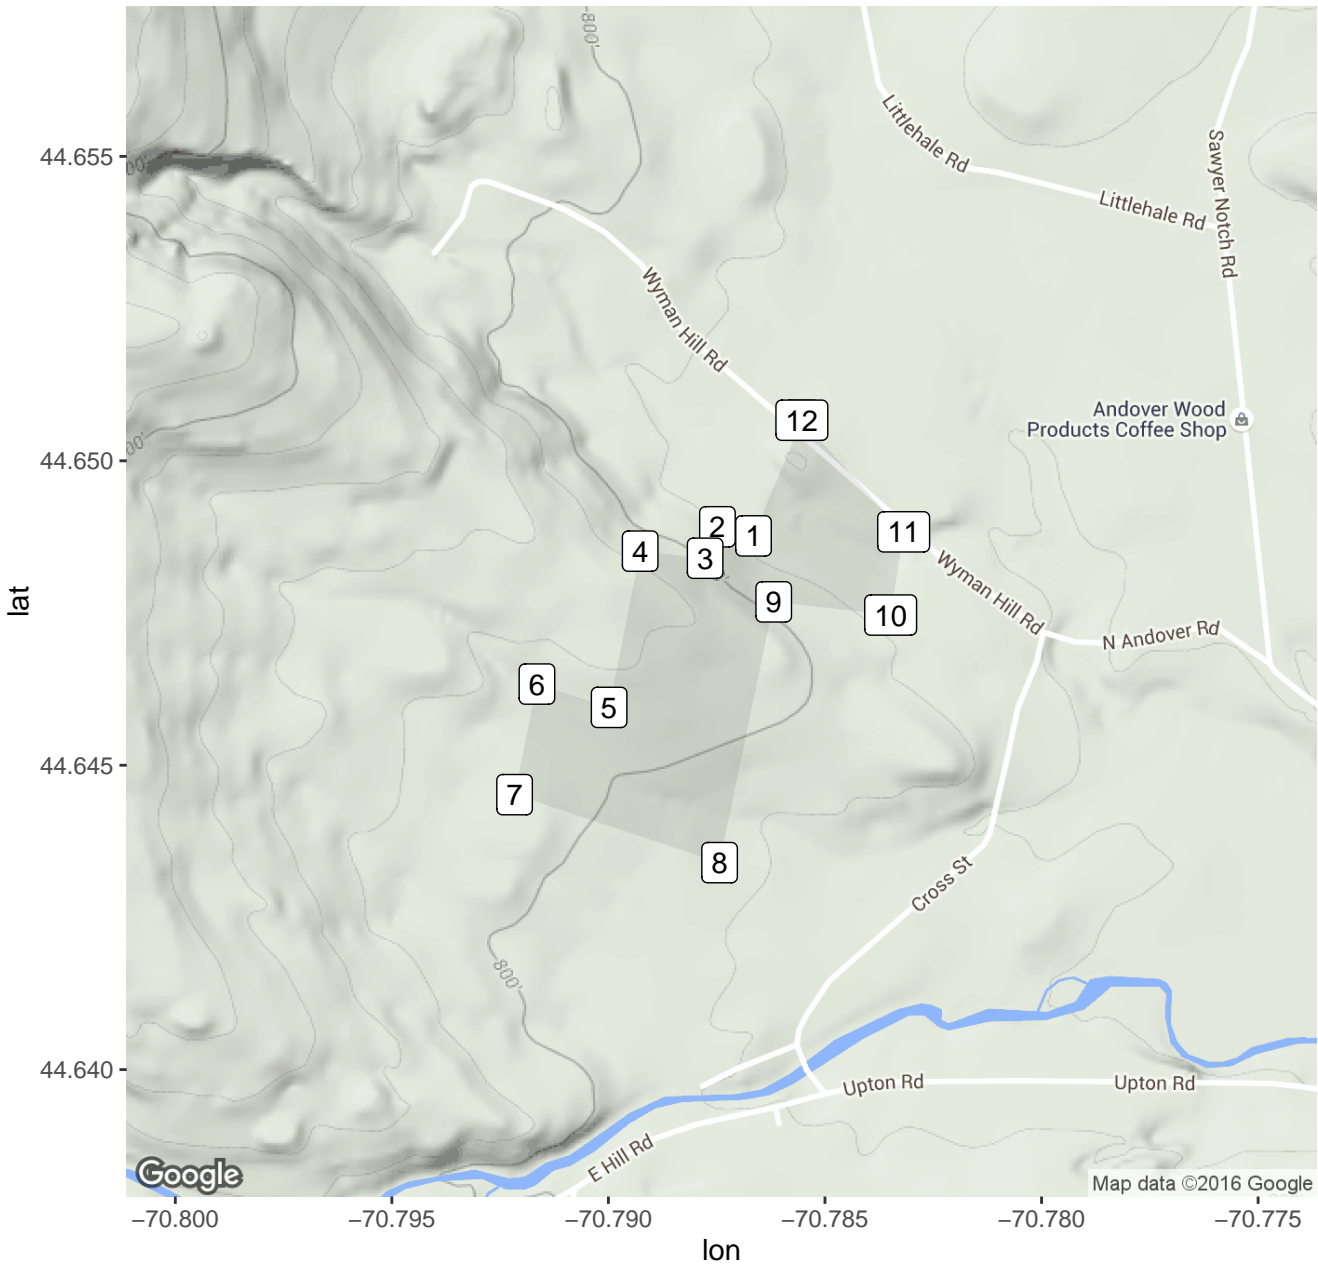 800'
Littlehale Rd
Littlehale Rd
Sawyer Notch Rd
44.655
00'
Wyman Hill Rd
Andover Wood
Products Coffee Shop
12
44.650
00'
2
1
11
4
3
Wyman Hill Rd
9
10
N Andover Rd
lat
6
5
44.645
7
8
Cross St
800'
44.640
Upton Rd
Upton Rd
E Hill Rd
Google
Map data ©2016 Google
−70.800
−70.795
−70.790
−70.785
−70.780
−70.775
lon